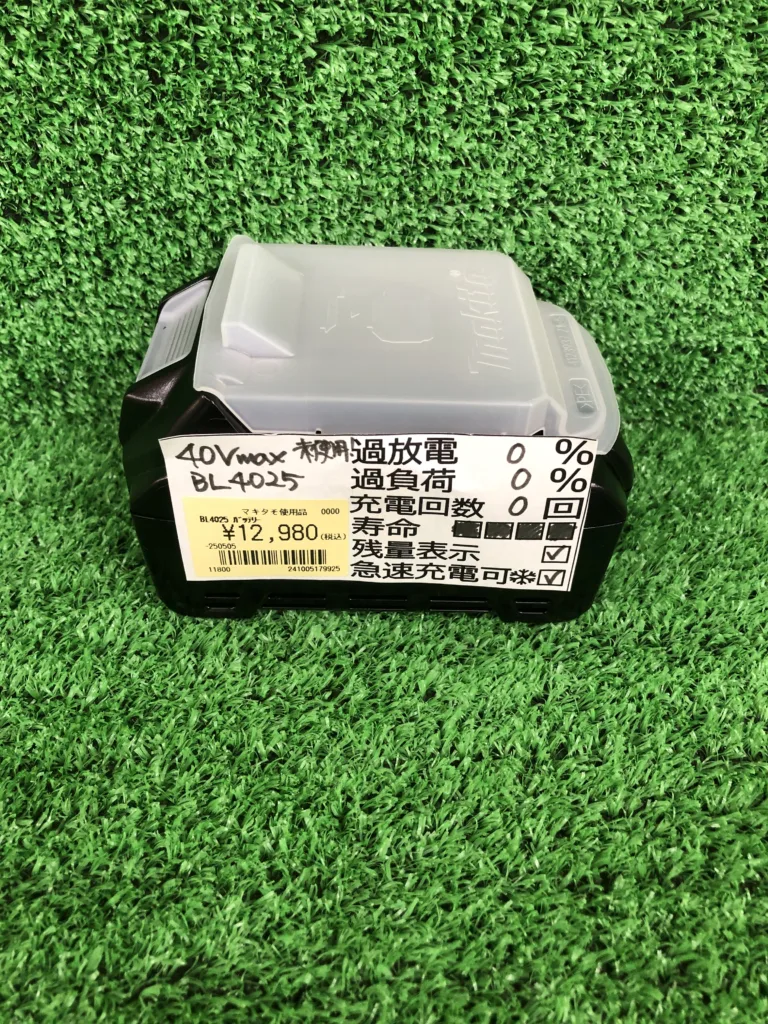 makita
40Vmax 未使用
BL4025
マキタモ使用品 0000
BL4025 バッテリー
¥12,980(税込)
-250505
11800 241005179925
過放電 0 %
過負荷 0 %
充電回数 0 回
寿命
残量表示 ☑
急速充電可❄☑